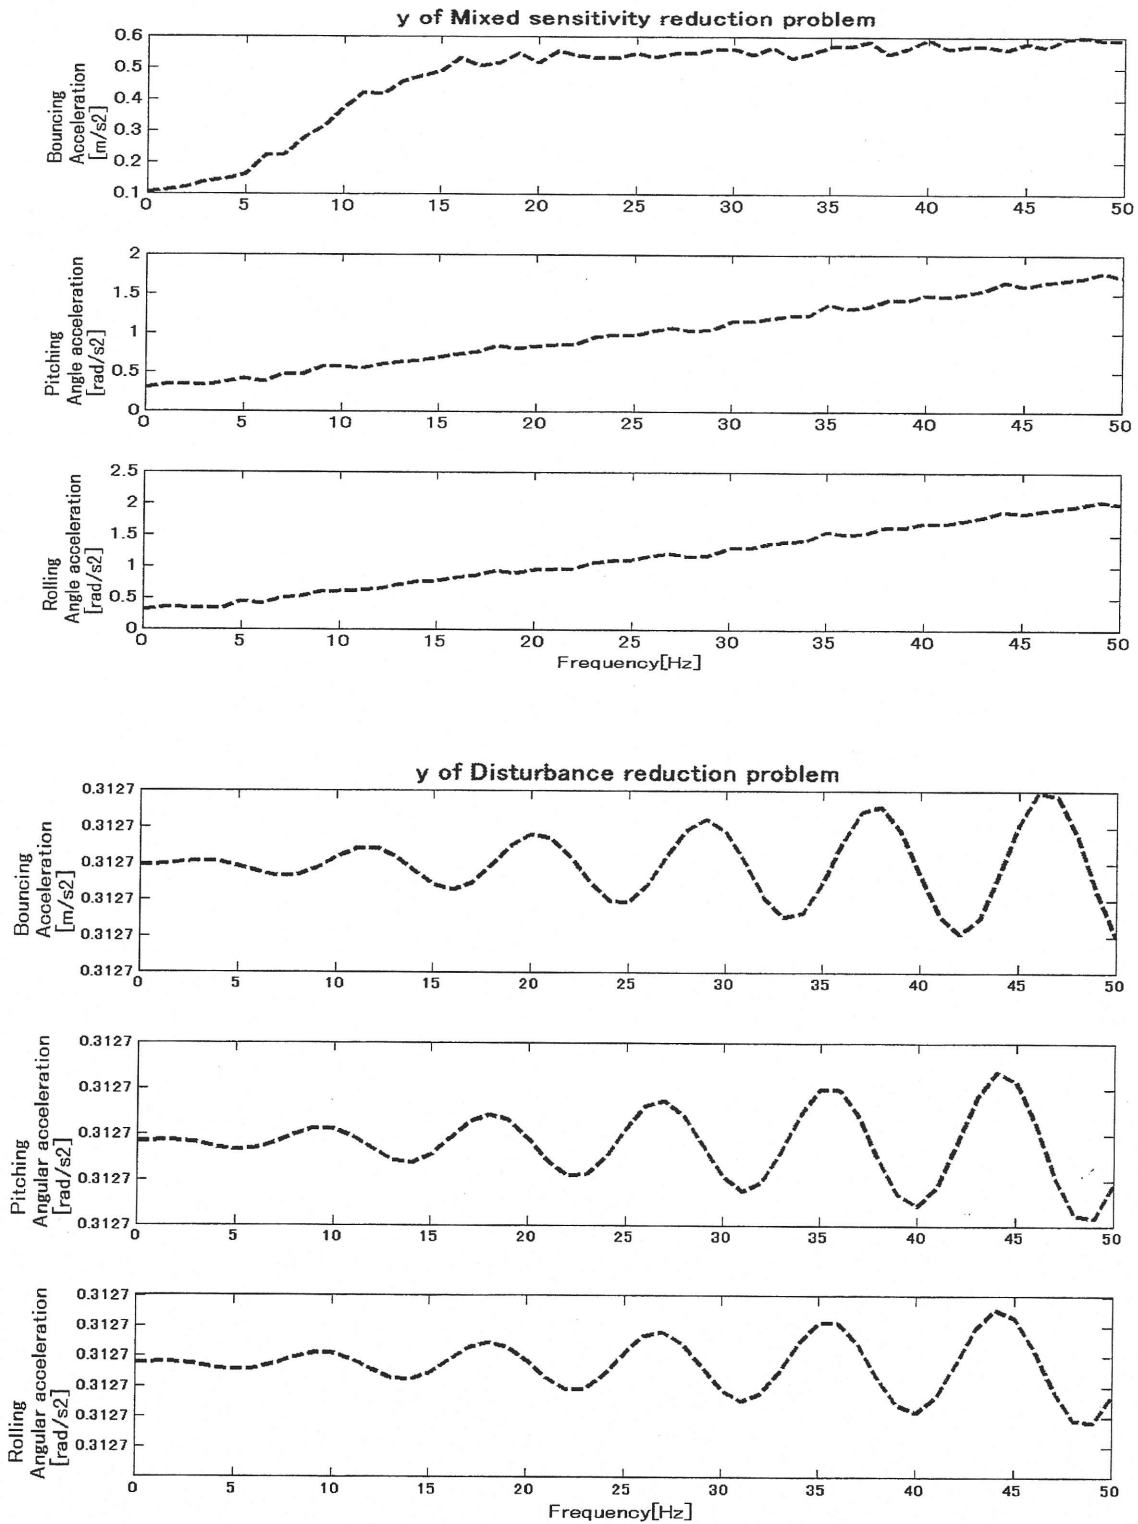 y of Mixed sensitivity reduction problem
Bouncing
Acceleration
[m/s2]
0.6
0.5
0.4
0.3
0.2
0.1
0 5 10 15 20 25 30 35 40 45 50
Pitching
Angle acceleration
[rad/s2]
2
1.5
1
0.5
0
0 5 10 15 20 25 30 35 40 45 50
Rolling
Angle acceleration
[rad/s2]
2.5
2
1.5
1
0.5
0
0 5 10 15 20 25 30 35 40 45 50
Frequency[Hz]
y of Disturbance reduction problem
Bouncing
Acceleration
[m/s2]
0.3127
0.3127
0.3127
0.3127
0.3127
0.3127
0 5 10 15 20 25 30 35 40 45 50
Pitching
Angular acceleration
[rad/s2]
0.3127
0.3127
0.3127
0.3127
0.3127
0 5 10 15 20 25 30 35 40 45 50
Rolling
Angular acceleration
[rad/s2]
0.3127
0.3127
0.3127
0.3127
0.3127
0.3127
0 5 10 15 20 25 30 35 40 45 50
Frequency[Hz]